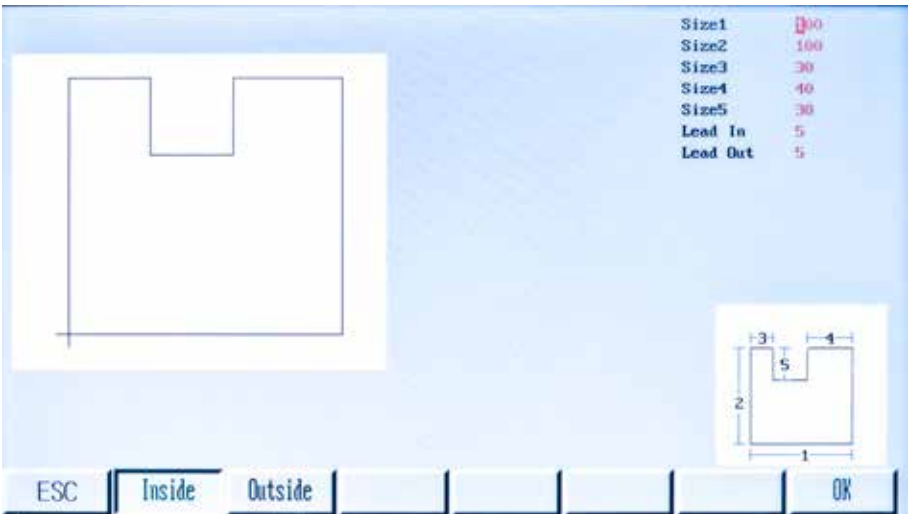 Size1 100
Size2 100
Size3 30
Size4 40
Size5 30
Lead In 5
Lead Out 5
3 4
5
2
1
ESC Inside Outside OK